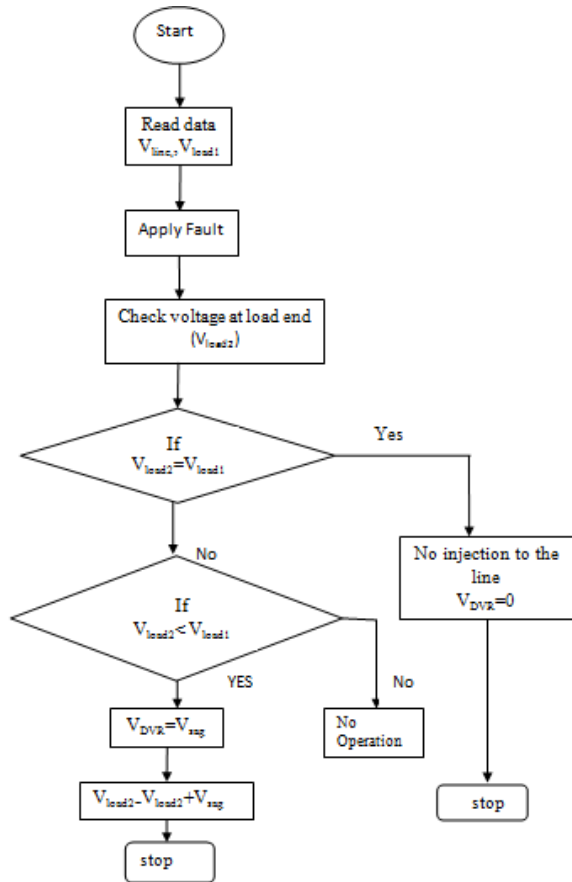 Start
Read data
Vline,, Vload1
Apply Fault
Check voltage at load end
(Vload2)
If
Vload2=Vload1
Yes
No
No injection to the
line
VDVR=0
If
Vload2<Vload1
YES
No
VDVR=Vsag
No
Operation
Vload2=Vload2+Vsag
stop
stop